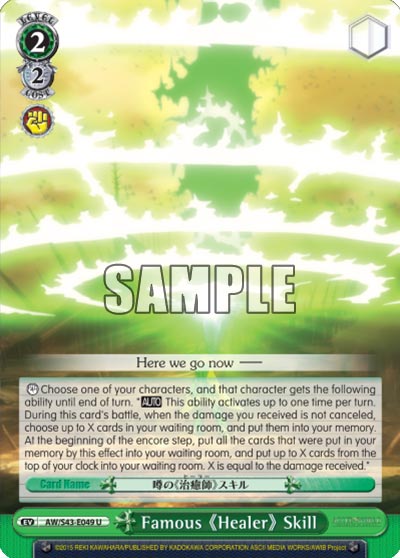 LEVEL
2
2
COST
SAMPLE
Here we go now ——
Choose one of your characters, and that character gets the following
ability until end of turn. "AUTO This ability activates up to one time per turn.
During this card's battle, when the damage you received is not canceled,
choose up to X cards in your waiting room, and put them into your memory.
At the beginning of the encore step, put all the cards that were put in your
memory by this effect into your waiting room, and put up to X cards from the
top of your clock into your waiting room. X is equal to the damage received."
Card Name 噂の《治癒師》スキル
EV AW/S43-E049 U Famous 《Healer》 Skill
©2015 REKI KAWAHARA/PUBLISHED BY KADOKAWA CORPORATION ASCII MEDIA WORKS/AWIB Project